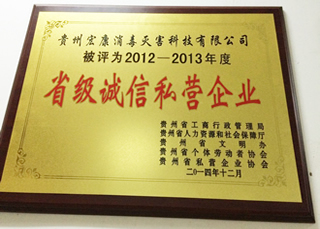 贵州宏康消毒灭害科技有限公司
被评为2012—2013年度
省级诚信私营企业
贵州省工商行政管理局
贵州省人力资源和社会保障厅
贵州省文明办
贵州省个体劳动者协会
贵州省私营企业协会
二○一四年十二月